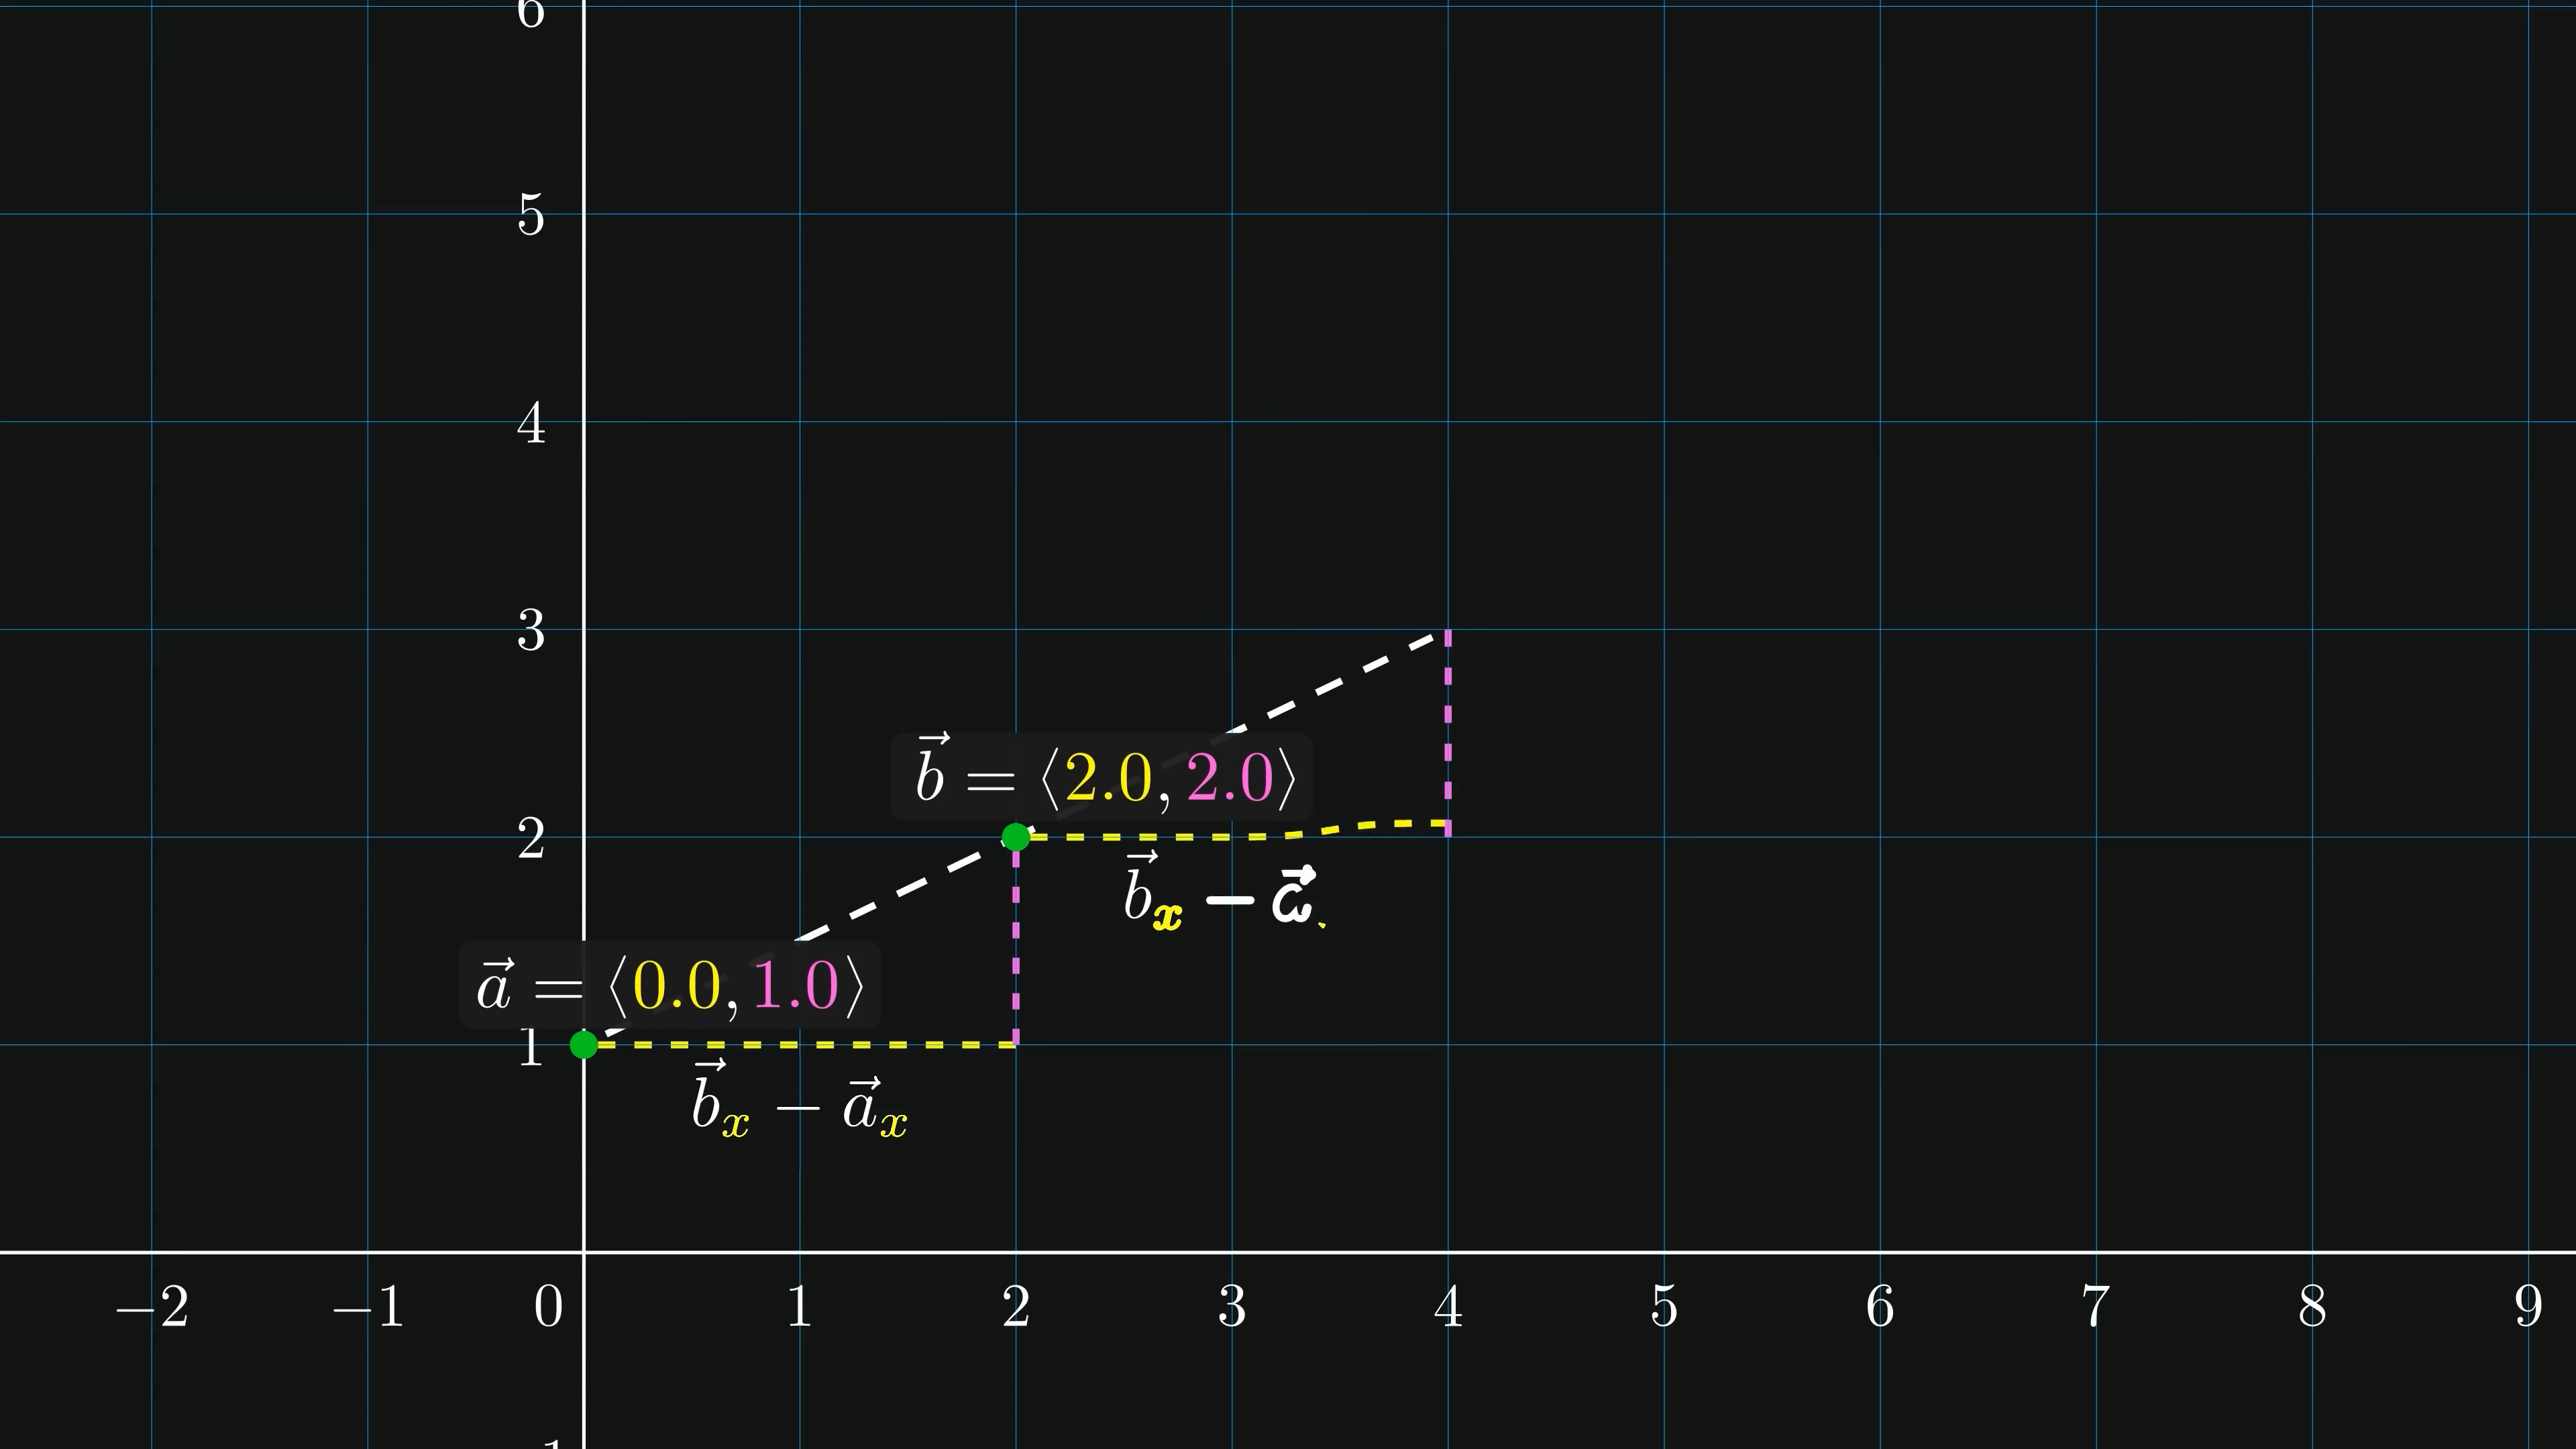 6
5
4
3
2
1
b⃗ = ⟨2.0, 2.0⟩
b⃗ₓ − a⃗
a⃗ = ⟨0.0, 1.0⟩
b⃗ₓ − a⃗ₓ
−2 −1 0 1 2 3 4 5 6 7 8 9